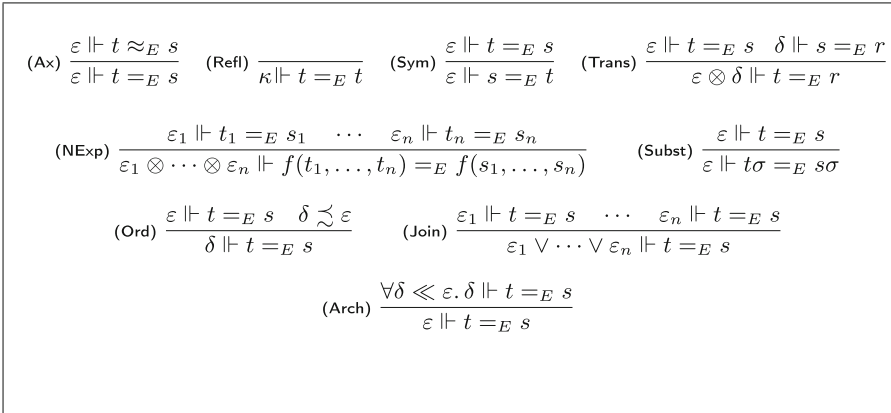 (Ax) ε ⊩ t ≈_E s / ε ⊩ t =_E s (Refl) / κ ⊩ t =_E t (Sym) ε ⊩ t =_E s / ε ⊩ s =_E t (Trans) ε ⊩ t =_E s δ ⊩ s =_E r / ε ⊗ δ ⊩ t =_E r
(NExp) ε_1 ⊩ t_1 =_E s_1 ⋯ ε_n ⊩ t_n =_E s_n / ε_1 ⊗ ⋯ ⊗ ε_n ⊩ f(t_1, …, t_n) =_E f(s_1, …, s_n) (Subst) ε ⊩ t =_E s / ε ⊩ tσ =_E sσ
(Ord) ε ⊩ t =_E s δ ≾ ε / δ ⊩ t =_E s (Join) ε_1 ⊩ t =_E s ⋯ ε_n ⊩ t =_E s / ε_1 ∨ ⋯ ∨ ε_n ⊩ t =_E s
(Arch) ∀δ ≪ ε. δ ⊩ t =_E s / ε ⊩ t =_E s